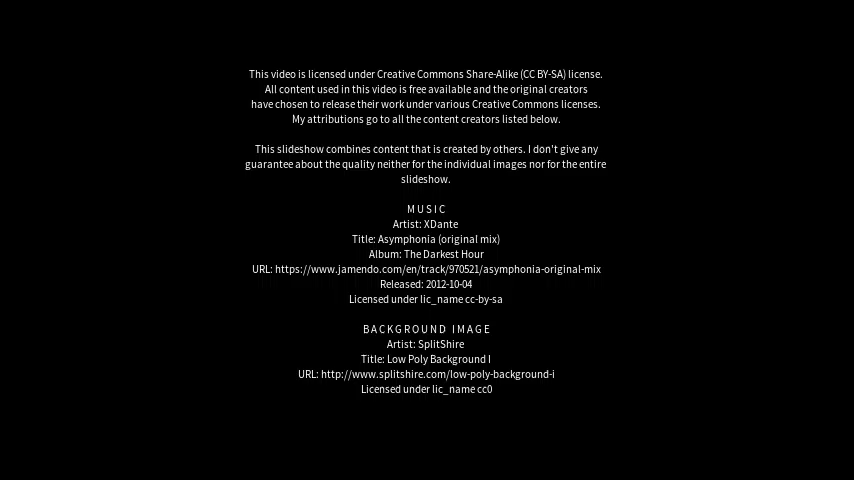 This video is licensed under Creative Commons Share-Alike (CC BY-SA) license.
All content used in this video is free available and the original creators
have chosen to release their work under various Creative Commons licenses.
My attributions go to all the content creators listed below.
This slideshow combines content that is created by others. I don't give any
guarantee about the quality neither for the individual images nor for the entire
slideshow.
MUSIC
Artist: XDante
Title: Asymphonia (original mix)
Album: The Darkest Hour
URL: https://www.jamendo.com/en/track/970521/asymphonia-original-mix
Released: 2012-10-04
Licensed under lic_name cc-by-sa
BACKGROUND IMAGE
Artist: SplitShire
Title: Low Poly Background I
URL: http://www.splitshire.com/low-poly-background-i
Licensed under lic_name cc0